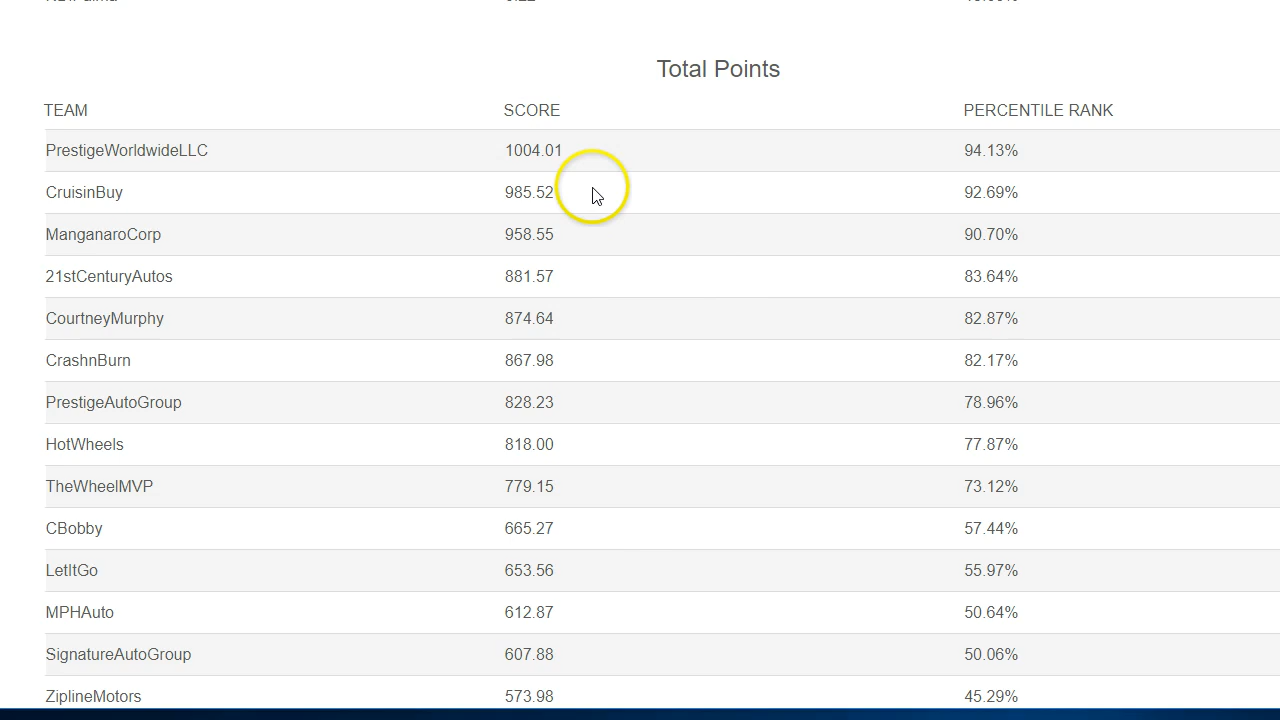 Total Points
TEAM SCORE PERCENTILE RANK
PrestigeWorldwideLLC 1004.01 94.13%
CruisinBuy 985.52 92.69%
ManganaroCorp 958.55 90.70%
21stCenturyAutos 881.57 83.64%
CourtneyMurphy 874.64 82.87%
CrashnBurn 867.98 82.17%
PrestigeAutoGroup 828.23 78.96%
HotWheels 818.00 77.87%
TheWheelMVP 779.15 73.12%
CBobby 665.27 57.44%
LetItGo 653.56 55.97%
MPHAuto 612.87 50.64%
SignatureAutoGroup 607.88 50.06%
ZiplineMotors 573.98 45.29%